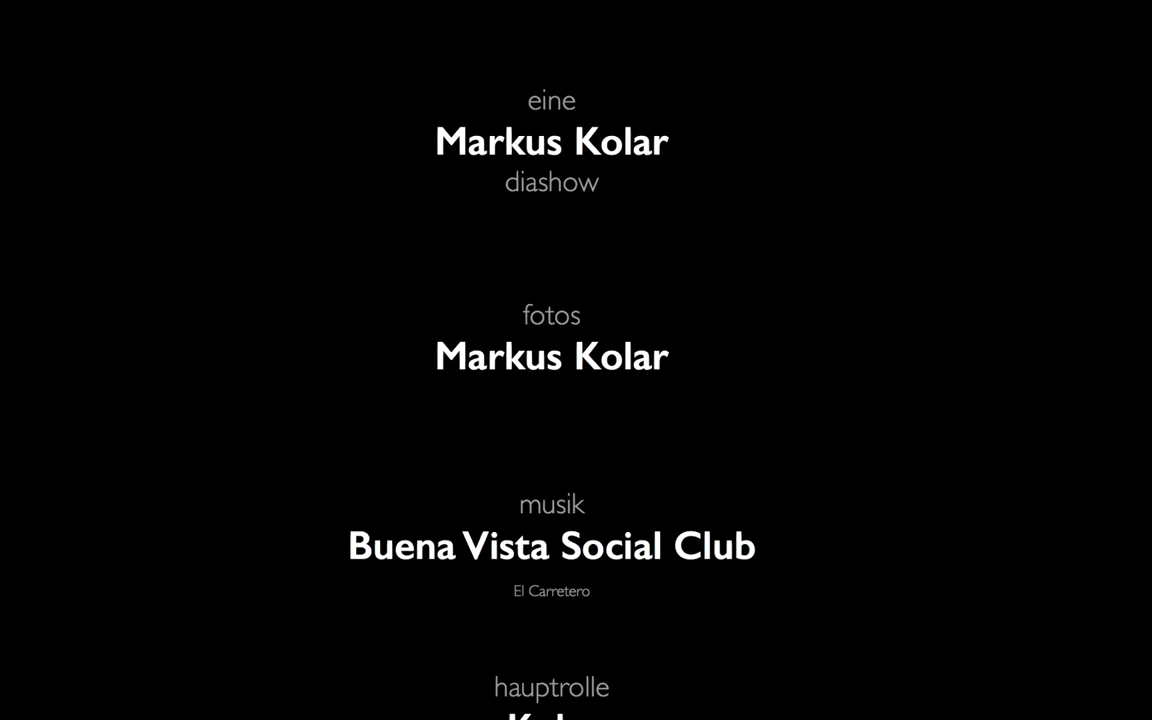 eine
Markus Kolar
diashow
fotos
Markus Kolar
musik
Buena Vista Social Club
El Carretero
hauptrolle